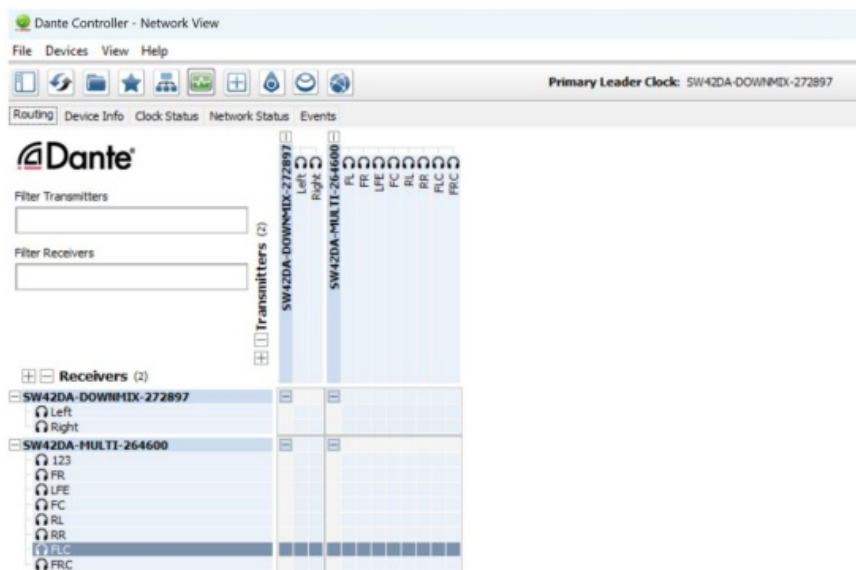 Dante Controller - Network View
File Devices View Help
Primary Leader Clock: SW42DA-DOWNMIX-272897
Routing Device Info Clock Status Network Status Events
Dante
Filter Transmitters
Filter Receivers
Transmitters (2)
SW42DA-DOWNMIX-272897
Left
Right
SW42DA-MULTI-264600
FL
FR
LFE
FC
RL
RR
FLC
FRC
Receivers (2)
SW42DA-DOWNMIX-272897
Left
Right
SW42DA-MULTI-264600
123
FR
LFE
FC
RL
RR
FLC
FRC